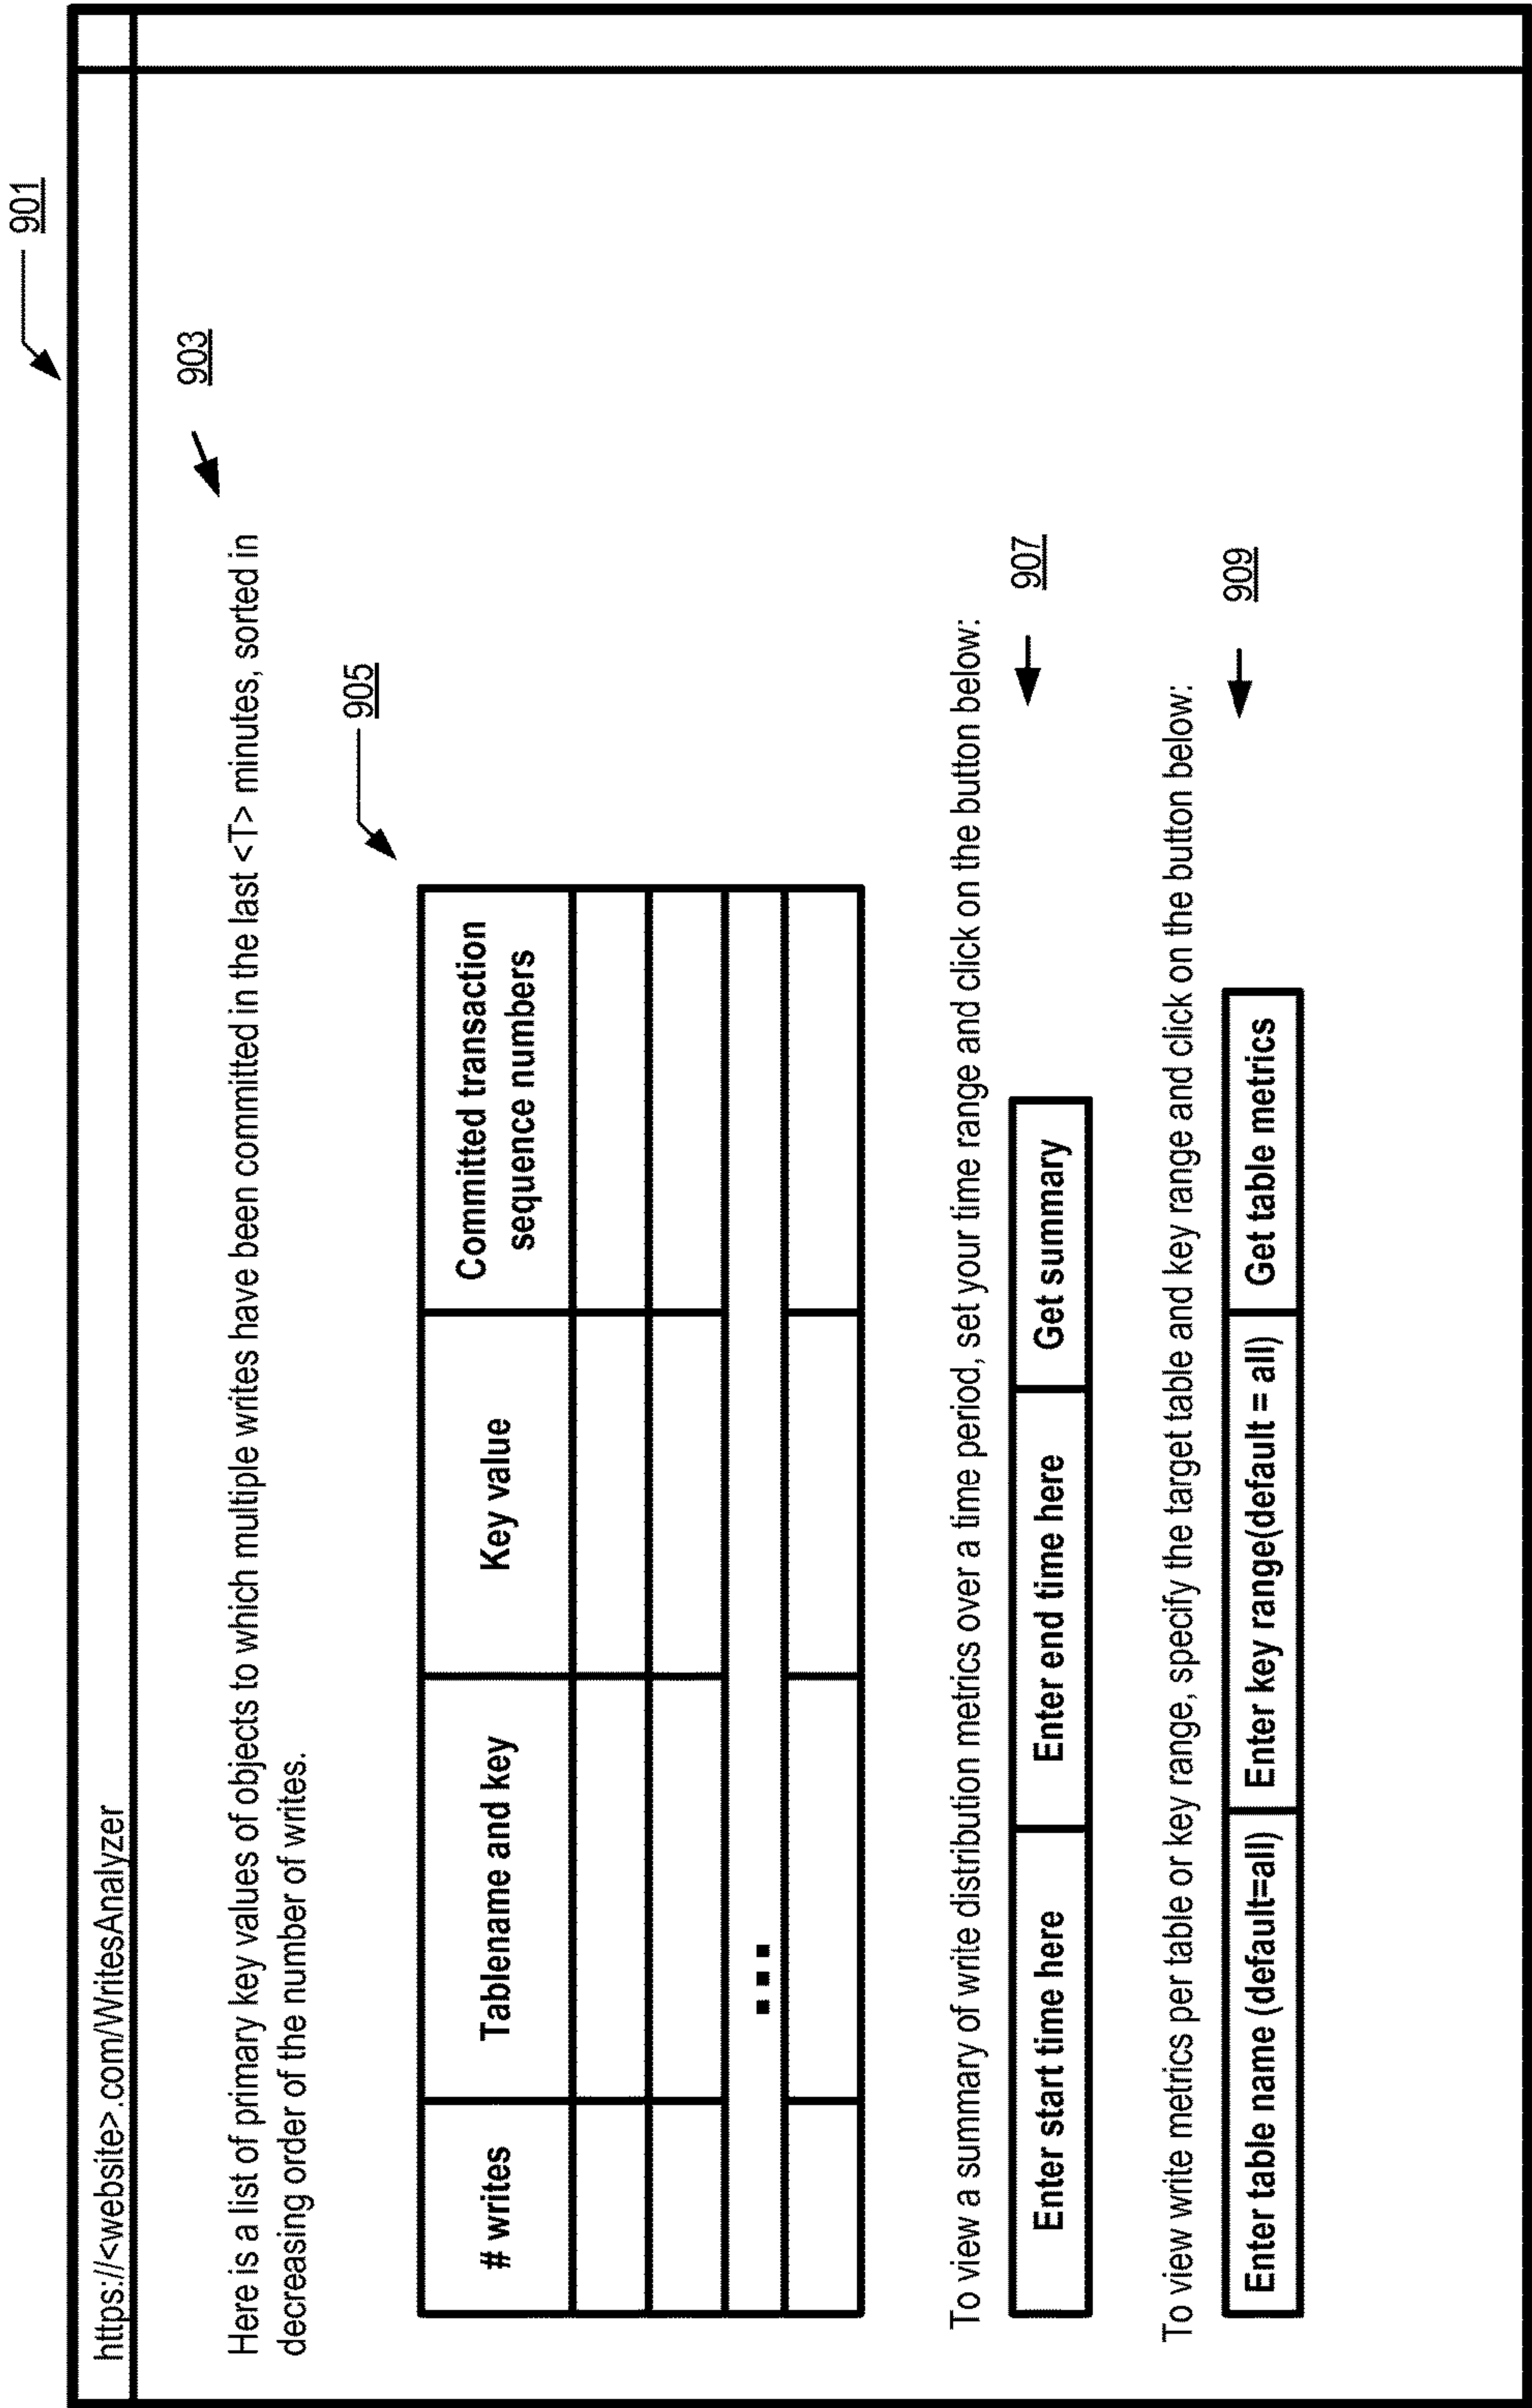 901
https://<website>.com/WritesAnalyzer
903
Here is a list of primary key values of objects to which multiple writes have been committed in the last <T> minutes, sorted in
decreasing order of the number of writes.
905
# writes
Tablename and key
Key value
Committed transaction
sequence numbers
...
To view a summary of write distribution metrics over a time period, set your time range and click on the button below:
Enter start time here
Enter end time here
Get summary
907
To view write metrics per table or key range, specify the target table and key range and click on the button below:
Enter table name (default=all)
Enter key range(default = all)
Get table metrics
909